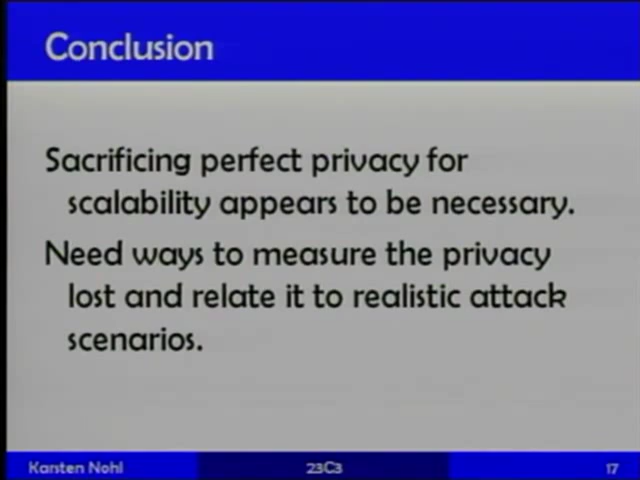 Conclusion
Sacrificing perfect privacy for
scalability appears to be necessary.
Need ways to measure the privacy
lost and relate it to realistic attack
scenarios.
Karsten Nohl 23C3 17